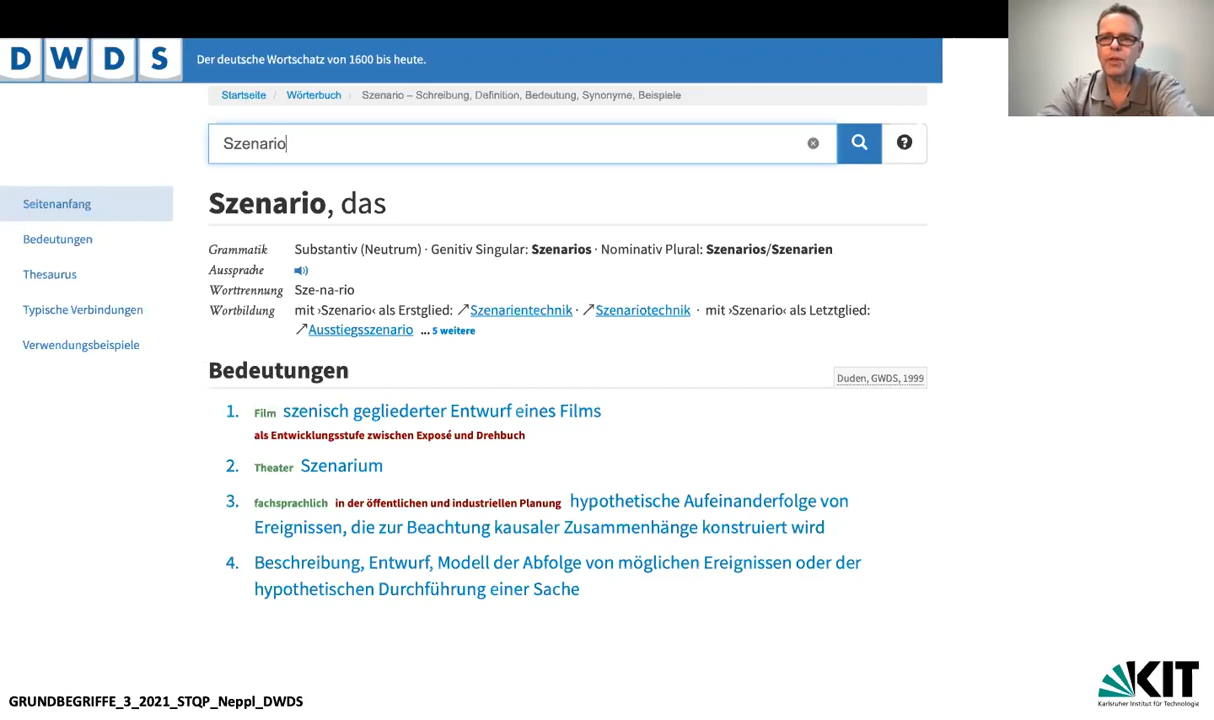 DWDS
Der deutsche Wortschatz von 1600 bis heute.
Startseite / Wörterbuch / Szenario – Schreibung, Definition, Bedeutung, Synonyme, Beispiele
Szenario
Seitenanfang
Bedeutungen
Thesaurus
Typische Verbindungen
Verwendungsbeispiele
Szenario, das
Grammatik Substantiv (Neutrum) · Genitiv Singular: Szenarios · Nominativ Plural: Szenarios/Szenarien
Aussprache
Worttrennung Sze-na-rio
Wortbildung mit ›Szenario‹ als Erstglied: ↗Szenarientechnik · ↗Szenariotechnik · mit ›Szenario‹ als Letztglied:
↗Ausstiegsszenario ... 5 weitere
Bedeutungen
Duden, GWDS, 1999
1. Film szenisch gegliederter Entwurf eines Films
als Entwicklungsstufe zwischen Exposé und Drehbuch
2. Theater Szenarium
3. fachsprachlich in der öffentlichen und industriellen Planung hypothetische Aufeinanderfolge von
Ereignissen, die zur Beachtung kausaler Zusammenhänge konstruiert wird
4. Beschreibung, Entwurf, Modell der Abfolge von möglichen Ereignissen oder der
hypothetischen Durchführung einer Sache
KIT
Karlsruher Institut für Technologie
GRUNDBEGRIFFE_3_2021_STQP_Neppl_DWDS